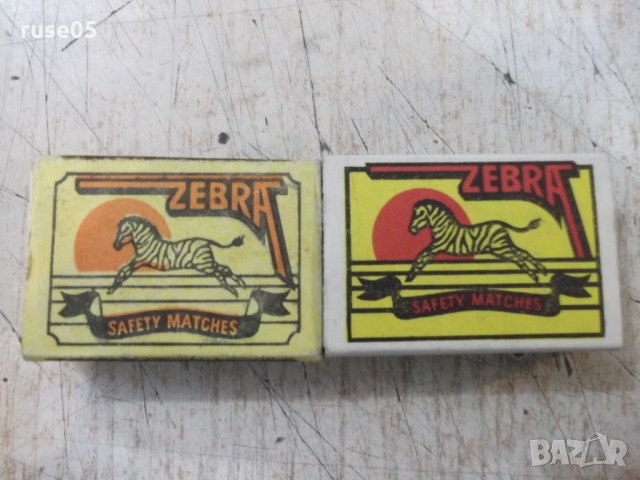 ruse05
ZEBRA
SAFETY MATCHES
ZEBRA
SAFETY MATCHES
BAZAR